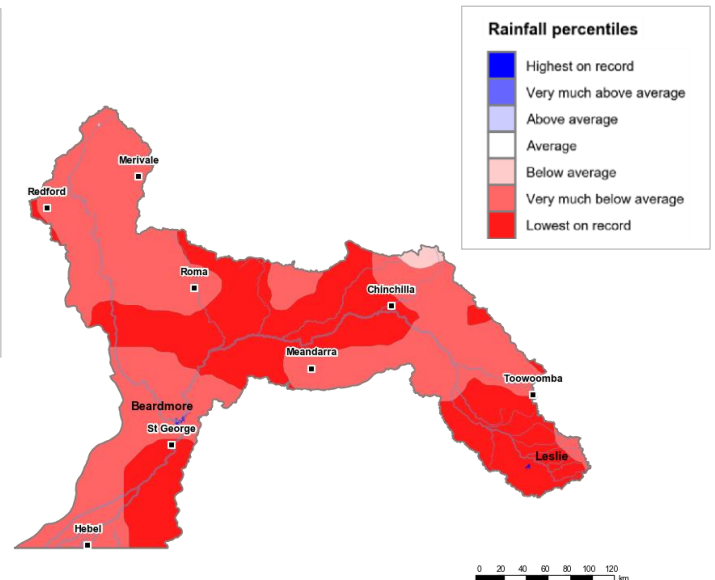 Rainfall percentiles
Highest on record
Very much above average
Above average
Average
Below average
Very much below average
Lowest on record
Merivale
Redford
Roma
Chinchilla
Meandarra
Toowoomba
Beardmore
St George
Leslie
Hebel
0 20 40 60 80 100 120
km